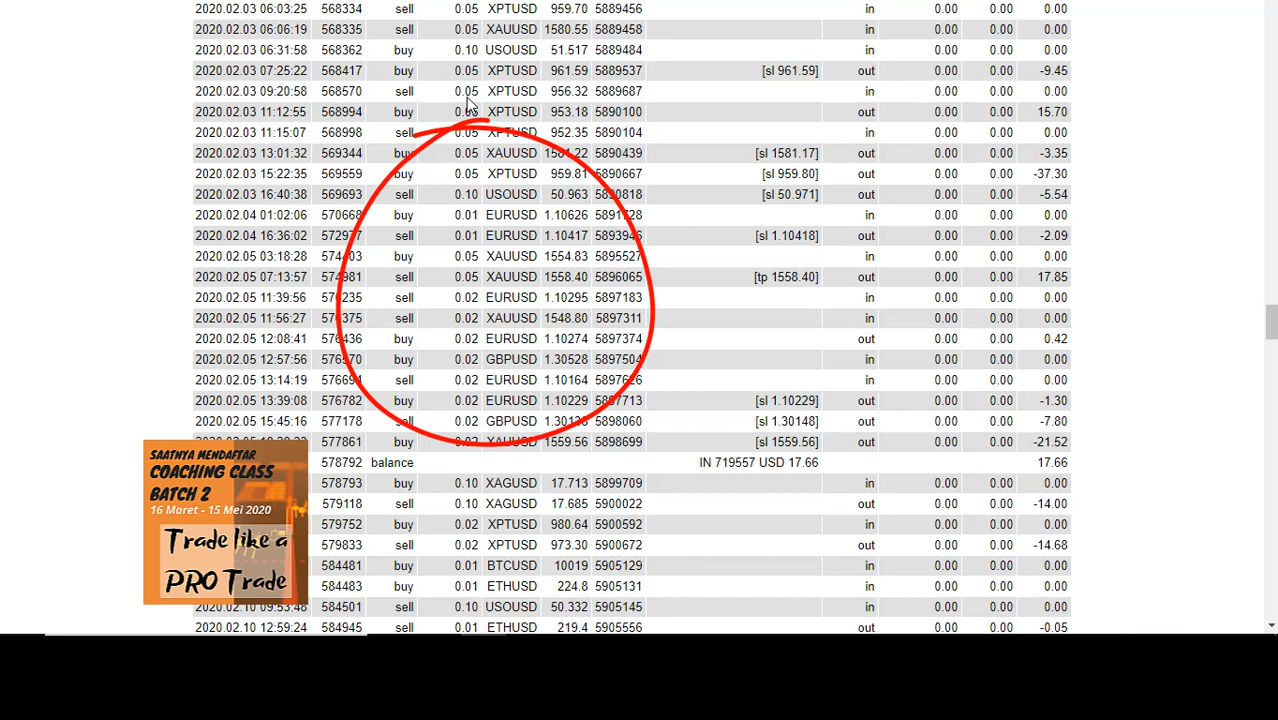 2020.02.03 06:03:25 568334 sell 0.05 XPTUSD 959.70 5889456 in 0.00 0.00 0.00
2020.02.03 06:06:19 568335 sell 0.05 XAUUSD 1580.55 5889458 in 0.00 0.00 0.00
2020.02.03 06:31:58 568362 buy 0.10 USOUSD 51.517 5889484 in 0.00 0.00 0.00
2020.02.03 07:25:22 568417 buy 0.05 XPTUSD 961.59 5889537 [sl 961.59] out 0.00 0.00 -9.45
2020.02.03 09:20:58 568570 sell 0.05 XPTUSD 956.32 5889687 in 0.00 0.00 0.00
2020.02.03 11:12:55 568994 buy 0.05 XPTUSD 953.18 5890100 out 0.00 0.00 15.70
2020.02.03 11:15:07 568998 sell 0.05 XPTUSD 952.35 5890104 in 0.00 0.00 0.00
2020.02.03 13:01:32 569344 buy 0.05 XAUUSD 1581.22 5890439 [sl 1581.17] out 0.00 0.00 -3.35
2020.02.03 15:22:35 569559 buy 0.05 XPTUSD 959.81 5890667 [sl 959.80] out 0.00 0.00 -37.30
2020.02.03 16:40:38 569693 sell 0.10 USOUSD 50.963 5890818 [sl 50.971] out 0.00 0.00 -5.54
2020.02.04 01:02:06 570668 buy 0.01 EURUSD 1.10626 5891728 in 0.00 0.00 0.00
2020.02.04 16:36:02 572977 sell 0.01 EURUSD 1.10417 5893946 [sl 1.10418] out 0.00 0.00 -2.09
2020.02.05 03:18:28 buy 0.05 XAUUSD 1554.83 5895527 in 0.00 0.00 0.00
2020.02.05 07:13:57 574981 sell 0.05 XAUUSD 1558.40 5896065 [tp 1558.40] out 0.00 0.00 17.85
2020.02.05 11:39:56 576235 sell 0.02 EURUSD 1.10295 5897183 in 0.00 0.00 0.00
2020.02.05 11:56:27 576375 sell 0.02 XAUUSD 1548.80 5897311 in 0.00 0.00 0.00
2020.02.05 12:08:41 576436 buy 0.02 EURUSD 1.10274 5897374 out 0.00 0.00 0.42
2020.02.05 12:57:56 576570 buy 0.02 GBPUSD 1.30528 5897504 in 0.00 0.00 0.00
2020.02.05 13:14:19 576694 sell 0.02 EURUSD 1.10164 5897626 in 0.00 0.00 0.00
2020.02.05 13:39:08 576782 buy 0.02 EURUSD 1.10229 5897713 [sl 1.10229] out 0.00 0.00 -1.30
2020.02.05 15:45:16 577178 sell 0.02 GBPUSD 5898060 [sl 1.30148] out 0.00 0.00 -7.80
577861 buy 0.02 XAUUSD 1559.56 5898699 [sl 1559.56] out 0.00 0.00 -21.52
578792 balance IN 719557 USD 17.66 17.66
578793 buy 0.10 XAGUSD 17.713 5899709 in 0.00 0.00 0.00
579118 sell 0.10 XAGUSD 17.685 5900022 out 0.00 0.00 -14.00
579752 buy 0.02 XPTUSD 980.64 5900592 in 0.00 0.00 0.00
579833 sell 0.02 XPTUSD 973.30 5900672 out 0.00 0.00 -14.68
584481 buy 0.01 BTCUSD 10019 5905129 in 0.00 0.00 0.00
584483 buy 0.01 ETHUSD 224.8 5905131 in 0.00 0.00 0.00
2020.02.10 09:53:48 584501 sell 0.10 USOUSD 50.332 5905145 in 0.00 0.00 0.00
2020.02.10 12:59:24 584945 sell 0.01 ETHUSD 219.4 5905556 out 0.00 0.00 -0.05
SAATNYA MENDAFTAR
COACHING CLASS
BATCH 2
16 Maret - 15 Mei 2020
Trade like a
PRO Trade